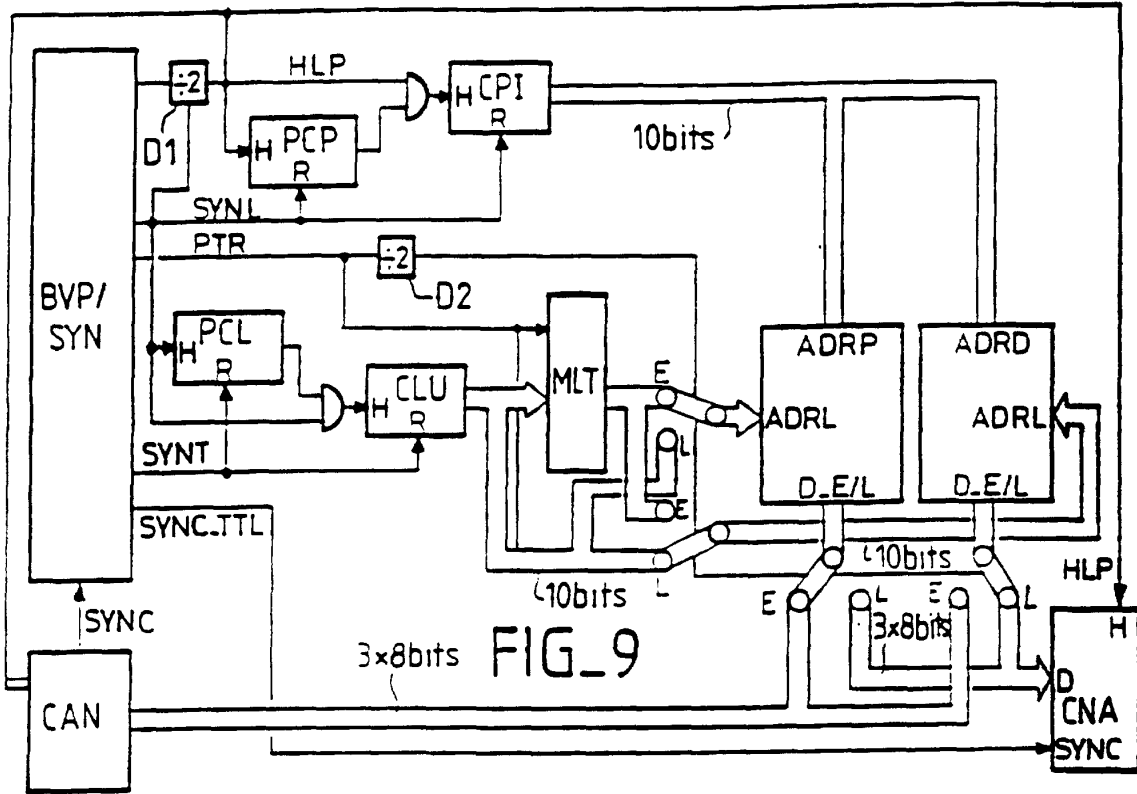 HLP
÷2
D1
H PCP
R
H CPI
R
10bits
SYNL
PTR
÷2
D2
BVP/
SYN
H PCL
R
H CLU
R
MLT
E
L
E
L
ADRP
ADRL
D_E/L
ADRD
ADRL
D_E/L
SYNT
SYNC_TTL
10bits
10bits
E
L
E
L
3x8bits
HLP
SYNC
3x8bits
FIG_9
CAN
H
D
CNA
SYNC